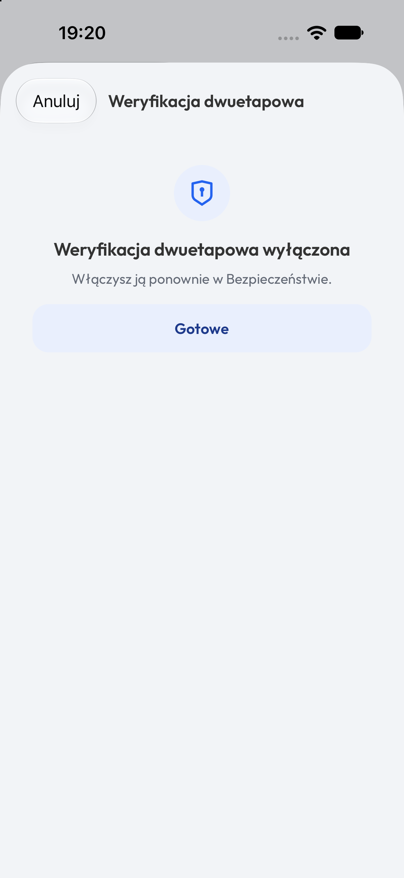 19:20
Anuluj
Weryfikacja dwuetapowa
Weryfikacja dwuetapowa wyłączona
Włączysz ją ponownie w Bezpieczeństwie.
Gotowe